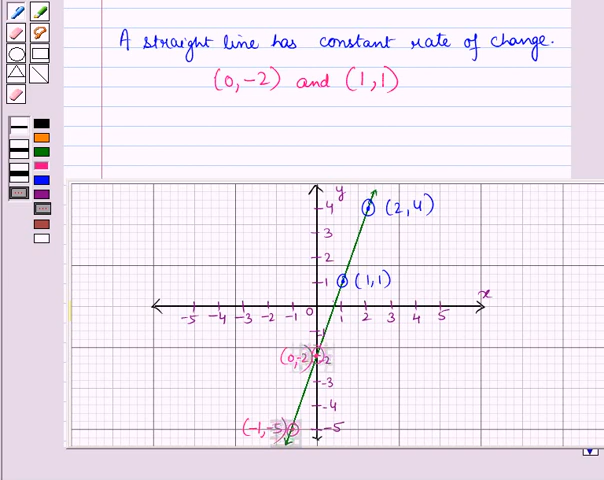 A straight line has constant rate of change.
(0,-2) and (1,1)
y
4 (2,4)
3
2
1 (1,1)
x
-5 -4 -3 -2 -1 0 1 2 3 4 5
-1
(0,-2) -2
-3
-4
(-1,-5) -5